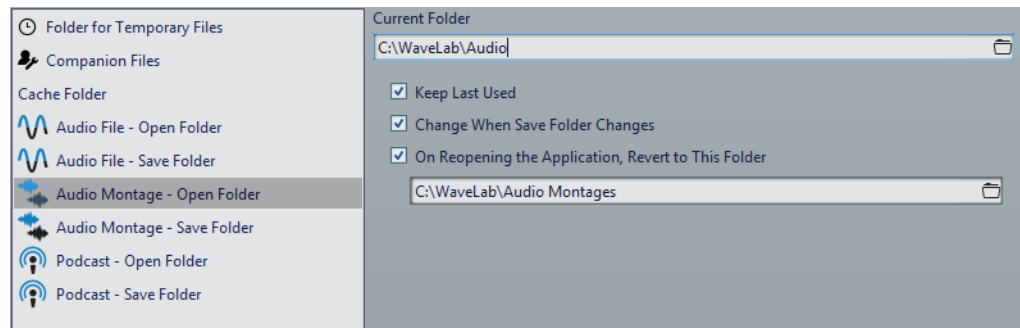 Folder for Temporary Files
Companion Files
Cache Folder
Audio File - Open Folder
Audio File - Save Folder
Audio Montage - Open Folder
Audio Montage - Save Folder
Podcast - Open Folder
Podcast - Save Folder
Current Folder
C:\WaveLab\Audio
Keep Last Used
Change When Save Folder Changes
On Reopening the Application, Revert to This Folder
C:\WaveLab\Audio Montages